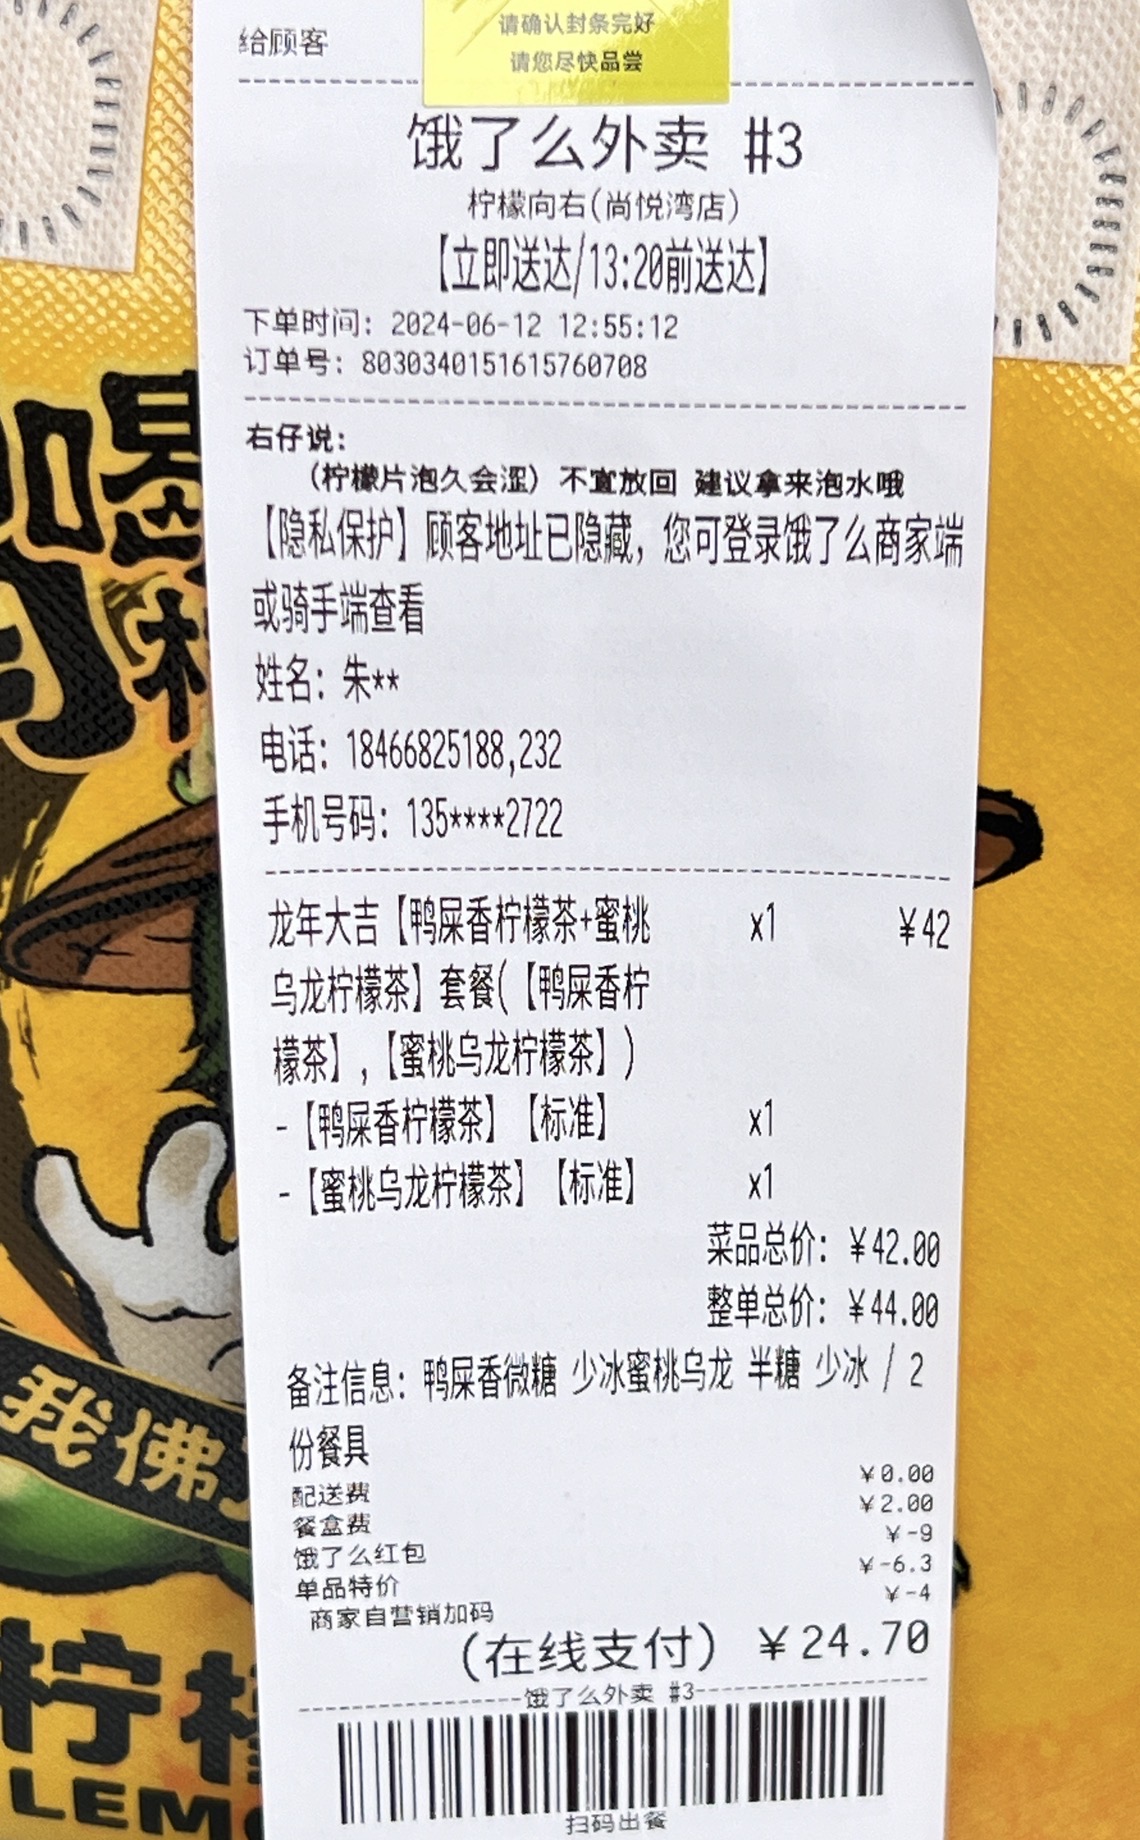 请确认封条完好
请您尽快品尝
给顾客
饿了么外卖 #3
柠檬向右(尚悦湾店)
【立即送达/13:20前送达】
下单时间: 2024-06-12 12:55:12
订单号: 8030340151615760708
右仔说:
(柠檬片泡久会涩) 不宜放回 建议拿来泡水哦
【隐私保护】顾客地址已隐藏, 您可登录饿了么商家端
或骑手端查看
姓名: 朱**
电话: 18466825188,232
手机号码: 135****2722
龙年大吉【鸭屎香柠檬茶+蜜桃 x1 ¥42
乌龙柠檬茶】套餐(【鸭屎香柠
檬茶】,【蜜桃乌龙柠檬茶】)
-【鸭屎香柠檬茶】【标准】 x1
-【蜜桃乌龙柠檬茶】【标准】 x1
菜品总价: ¥42.00
整单总价: ¥44.00
备注信息: 鸭屎香微糖 少冰蜜桃乌龙 半糖 少冰 / 2
份餐具
配送费 ¥0.00
餐盒费 ¥2.00
饿了么红包 ¥-9
单品特价 ¥-6.3
商家自营销加码 ¥-4
(在线支付) ¥24.70
饿了么外卖 #3
扫码出餐
我佛
柠
LEM